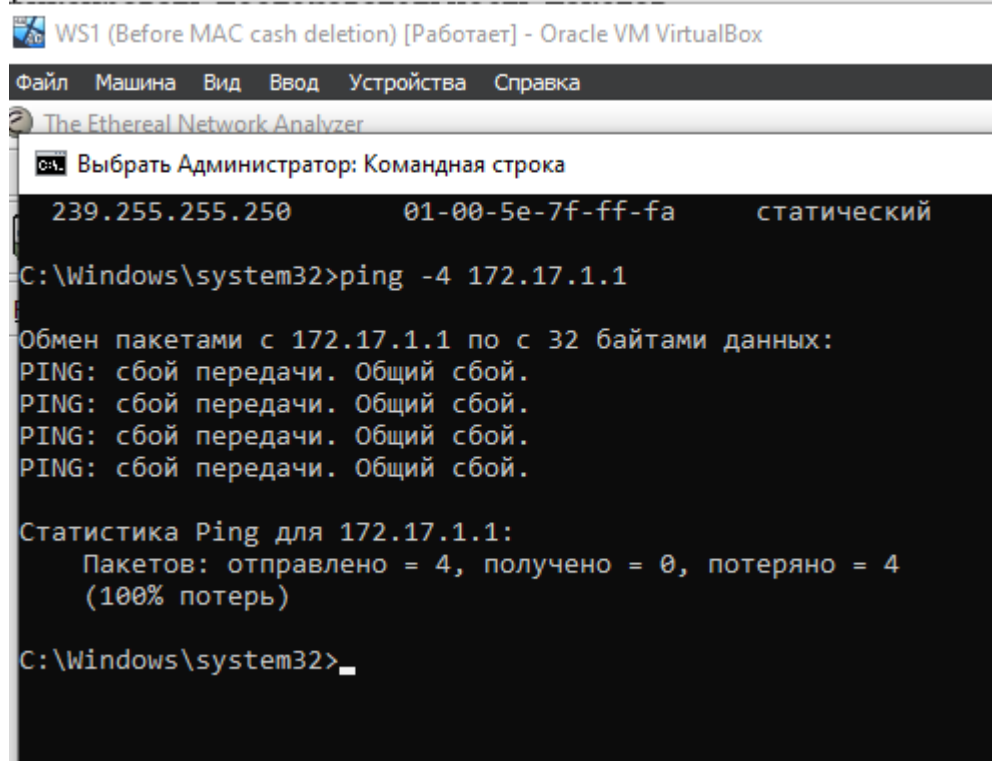 WS1 (Before MAC cash deletion) [Работает] - Oracle VM VirtualBox
Файл Машина Вид Ввод Устройства Справка
The Ethereal Network Analyzer
Выбрать Администратор: Командная строка
239.255.255.250 01-00-5e-7f-ff-fa статический
C:\Windows\system32>ping -4 172.17.1.1
Обмен пакетами с 172.17.1.1 по с 32 байтами данных:
PING: сбой передачи. Общий сбой.
PING: сбой передачи. Общий сбой.
PING: сбой передачи. Общий сбой.
PING: сбой передачи. Общий сбой.
Статистика Ping для 172.17.1.1:
Пакетов: отправлено = 4, получено = 0, потеряно = 4
(100% потерь)
C:\Windows\system32>